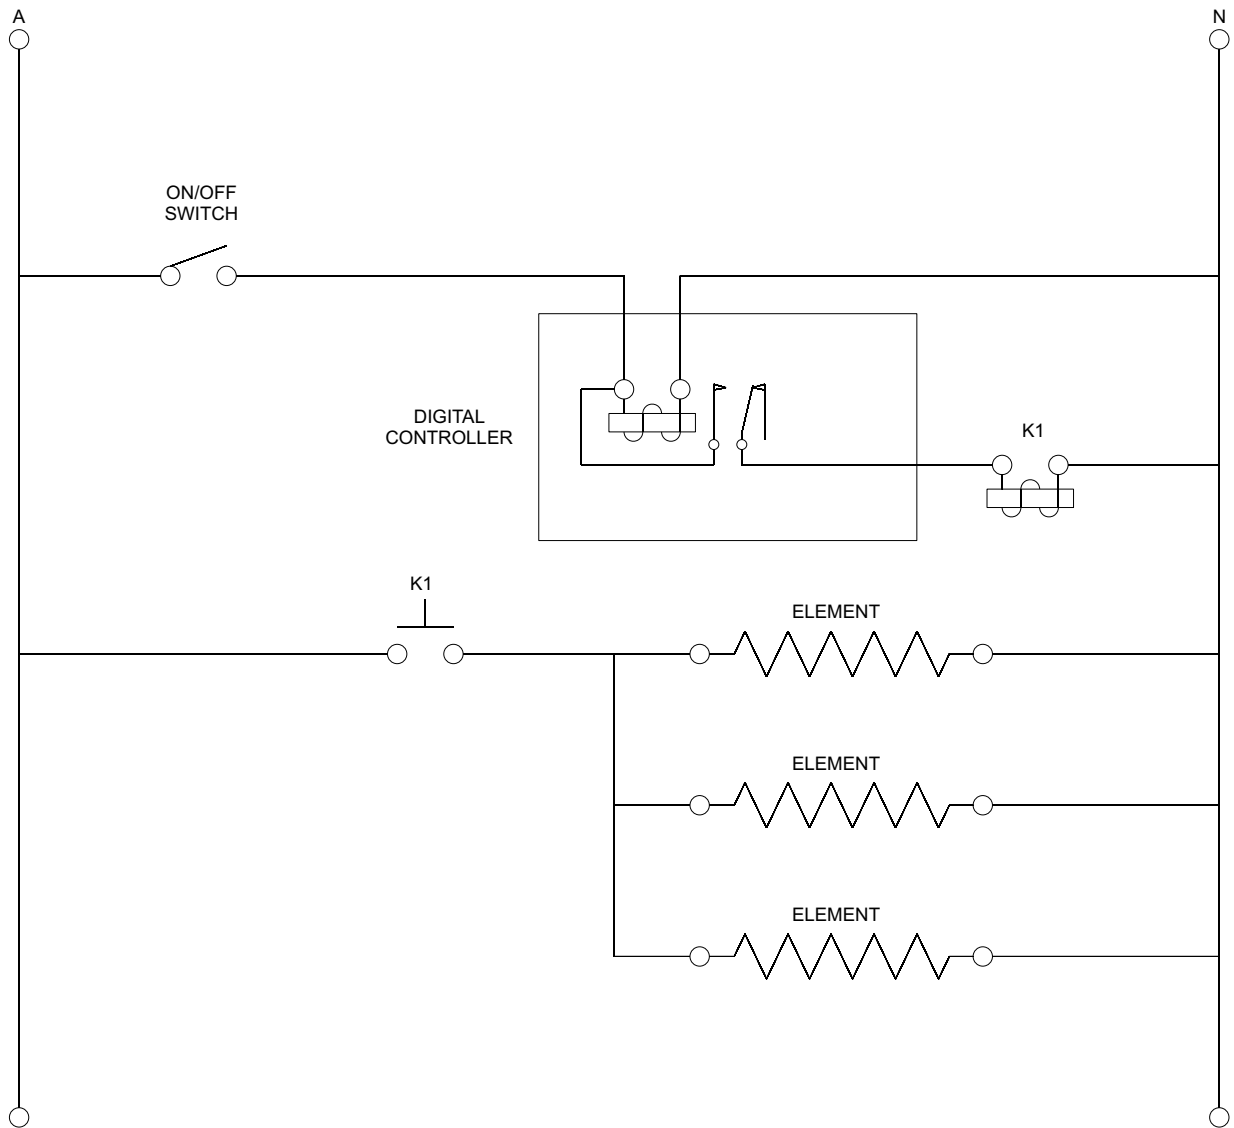 A
N
ON/OFF
SWITCH
DIGITAL
CONTROLLER
K1
K1
ELEMENT
ELEMENT
ELEMENT